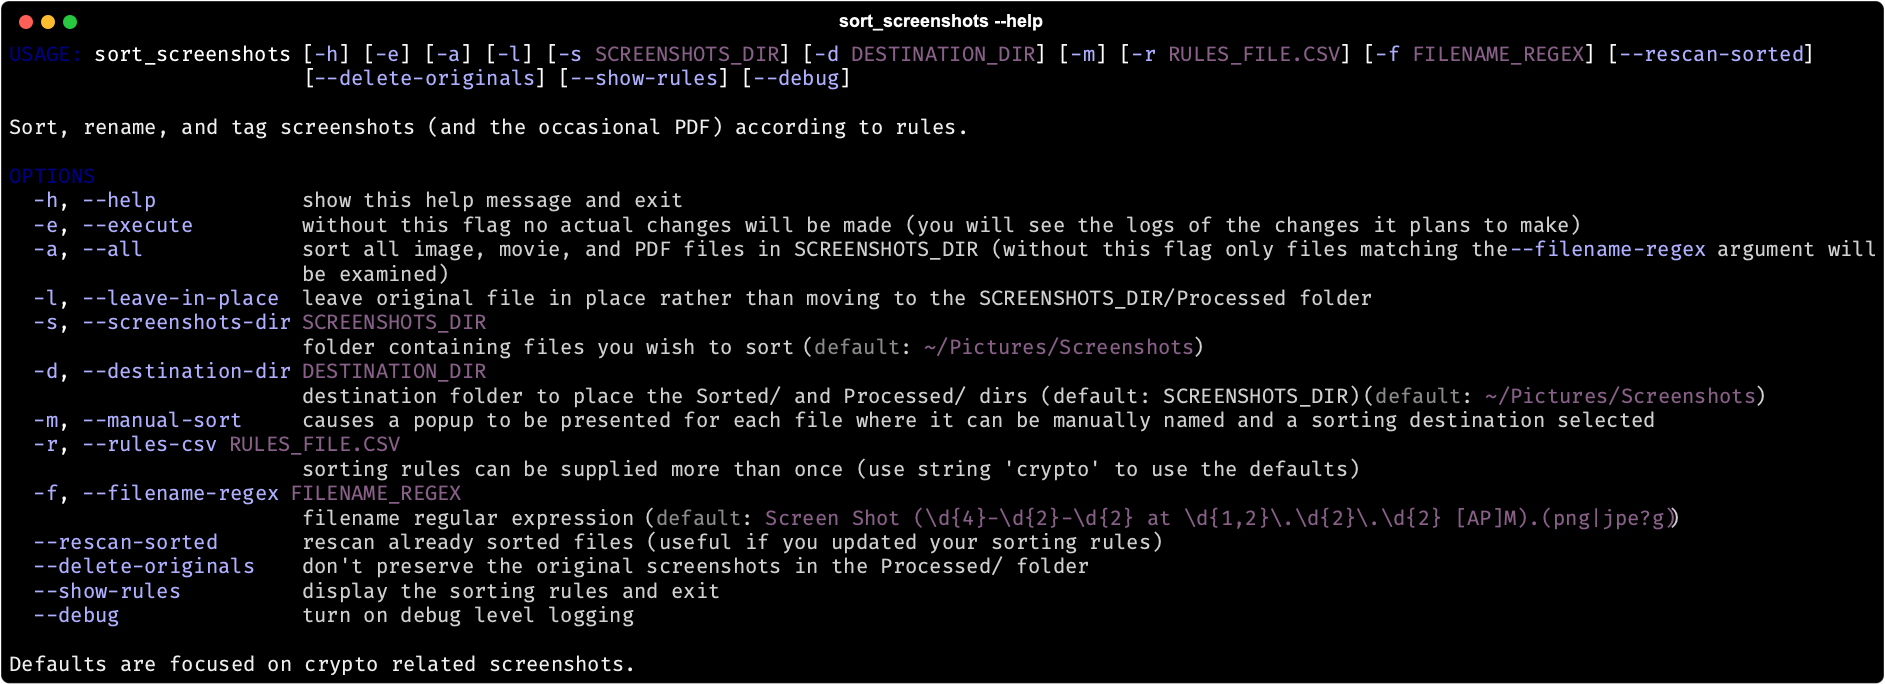 sort_screenshots --help
USAGE: sort_screenshots [-h] [-e] [-a] [-l] [-s SCREENSHOTS_DIR] [-d DESTINATION_DIR] [-m] [-r RULES_FILE.CSV] [-f FILENAME_REGEX] [--rescan-sorted]
[--delete-originals] [--show-rules] [--debug]
Sort, rename, and tag screenshots (and the occasional PDF) according to rules.
OPTIONS
-h, --help show this help message and exit
-e, --execute without this flag no actual changes will be made (you will see the logs of the changes it plans to make)
-a, --all sort all image, movie, and PDF files in SCREENSHOTS_DIR (without this flag only files matching the--filename-regex argument will
be examined)
-l, --leave-in-place leave original file in place rather than moving to the SCREENSHOTS_DIR/Processed folder
-s, --screenshots-dir SCREENSHOTS_DIR
folder containing files you wish to sort (default: ~/Pictures/Screenshots)
-d, --destination-dir DESTINATION_DIR
destination folder to place the Sorted/ and Processed/ dirs (default: SCREENSHOTS_DIR)(default: ~/Pictures/Screenshots)
-m, --manual-sort causes a popup to be presented for each file where it can be manually named and a sorting destination selected
-r, --rules-csv RULES_FILE.CSV
sorting rules can be supplied more than once (use string 'crypto' to use the defaults)
-f, --filename-regex FILENAME_REGEX
filename regular expression (default: Screen Shot (\d{4}-\d{2}-\d{2} at \d{1,2}\.\d{2}\.\d{2} [AP]M).(png|jpe?g))
--rescan-sorted rescan already sorted files (useful if you updated your sorting rules)
--delete-originals don't preserve the original screenshots in the Processed/ folder
--show-rules display the sorting rules and exit
--debug turn on debug level logging
Defaults are focused on crypto related screenshots.